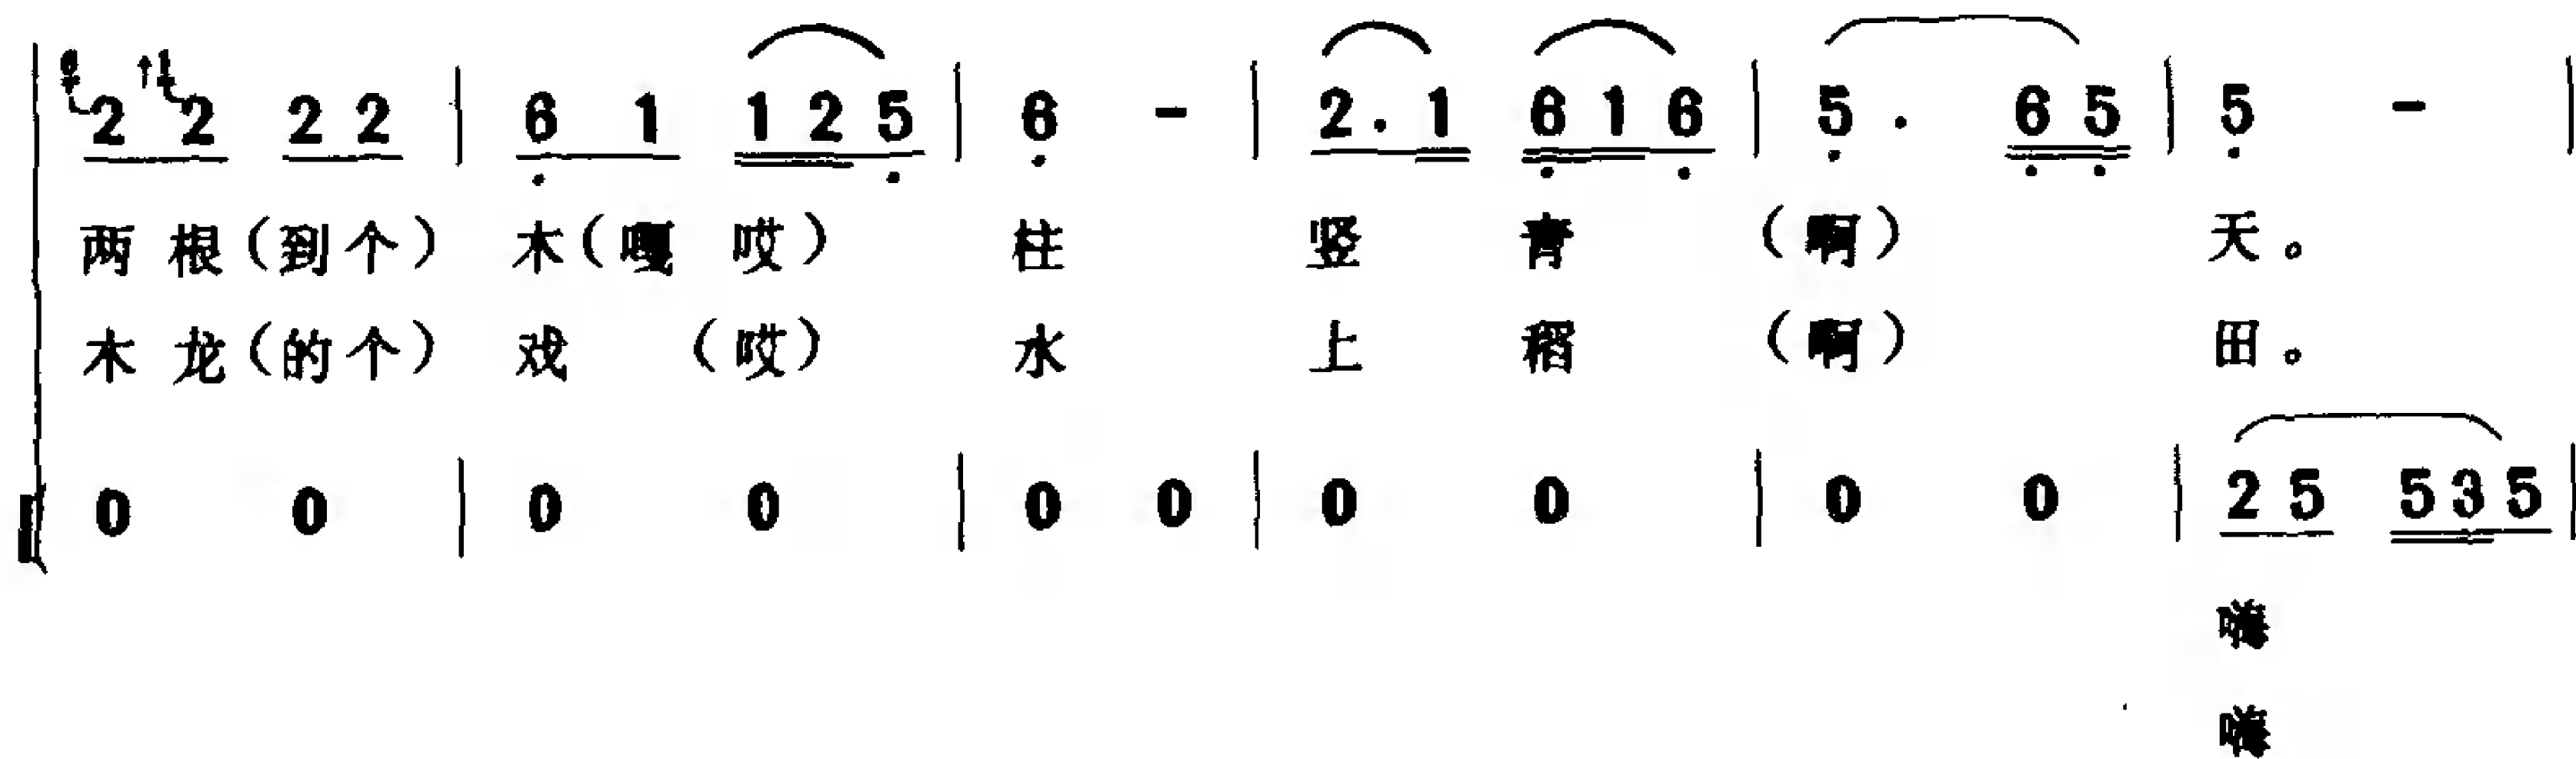 2 2 2 2 | 6 1 1 2 5 | 6 - | 2 . 1 6 1 6 | 5 . 6 5 | 5 - |
两 根（到个） 木（嘎 哎） 柱 竖 青 （啊） 天。
木 龙（的个） 戏 （哎） 水 上 稻 （啊） 田。
0 0 | 0 0 | 0 0 | 0 0 | 0 0 | 2 5 5 3 5 |